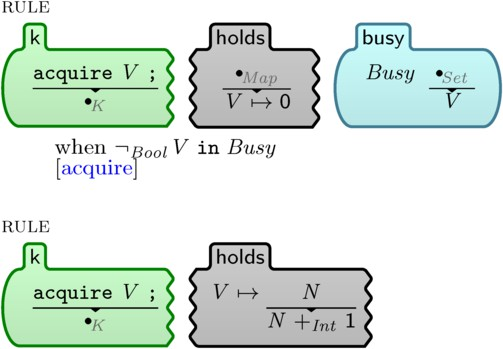 RULE
k holds busy
acquire V ; •Map Busy •Set
•K V ↦ 0 V
when ¬Bool V in Busy
[acquire]
RULE
k holds
acquire V ; V ↦ N
•K N +Int 1